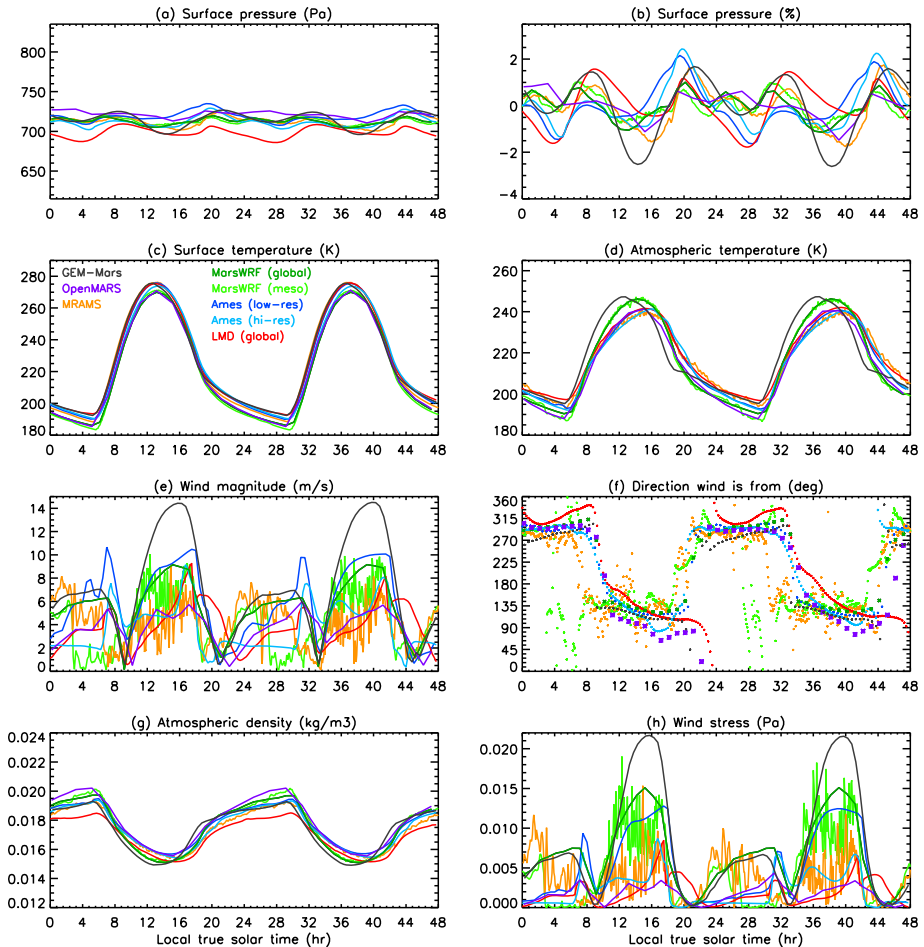 (a) Surface pressure (Pa)
800
750
700
650
0 4 8 12 16 20 24 28 32 36 40 44 48
(b) Surface pressure (%)
2
0
−2
−4
0 4 8 12 16 20 24 28 32 36 40 44 48
(c) Surface temperature (K)
280
260
240
220
200
180
GEM−Mars
OpenMARS
MRAMS
MarsWRF (global)
MarsWRF (meso)
Ames (low−res)
Ames (hi−res)
LMD (global)
0 4 8 12 16 20 24 28 32 36 40 44 48
(d) Atmospheric temperature (K)
260
240
220
200
180
0 4 8 12 16 20 24 28 32 36 40 44 48
(e) Wind magnitude (m/s)
14
12
10
8
6
4
2
0
0 4 8 12 16 20 24 28 32 36 40 44 48
(f) Direction wind is from (deg)
360
315
270
225
180
135
90
45
0
0 4 8 12 16 20 24 28 32 36 40 44 48
(g) Atmospheric density (kg/m3)
0.024
0.022
0.020
0.018
0.016
0.014
0.012
0 4 8 12 16 20 24 28 32 36 40 44 48
Local true solar time (hr)
(h) Wind stress (Pa)
0.020
0.015
0.010
0.005
0.000
0 4 8 12 16 20 24 28 32 36 40 44 48
Local true solar time (hr)